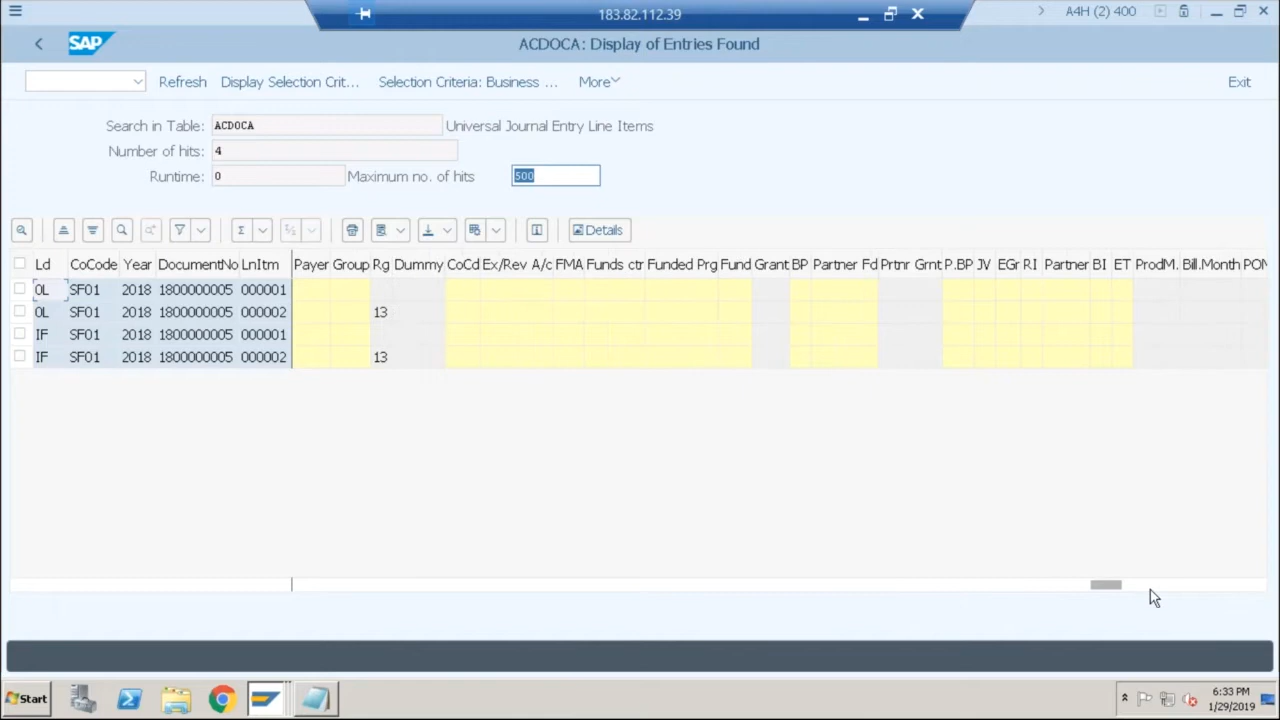 183.82.112.39
A4H (2) 400
SAP
ACDOCA: Display of Entries Found
Refresh Display Selection Crit... Selection Criteria: Business ... More Exit
Search in Table: ACDOCA Universal Journal Entry Line Items
Number of hits: 4
Runtime: 0 Maximum no. of hits 500
Details
Ld CoCode Year DocumentNo LnItm Payer Group Rg Dummy CoCd Ex/Rev A/c FMA Funds ctr Funded Prg Fund Grant BP Partner Fd Prtnr Grnt P.BP JV EGr RI Partner BI ET ProdM. Bill.Month PON
0L SF01 2018 1800000005 000001
0L SF01 2018 1800000005 000002 13
IF SF01 2018 1800000005 000001
IF SF01 2018 1800000005 000002 13
Start
6:33 PM
1/29/2019